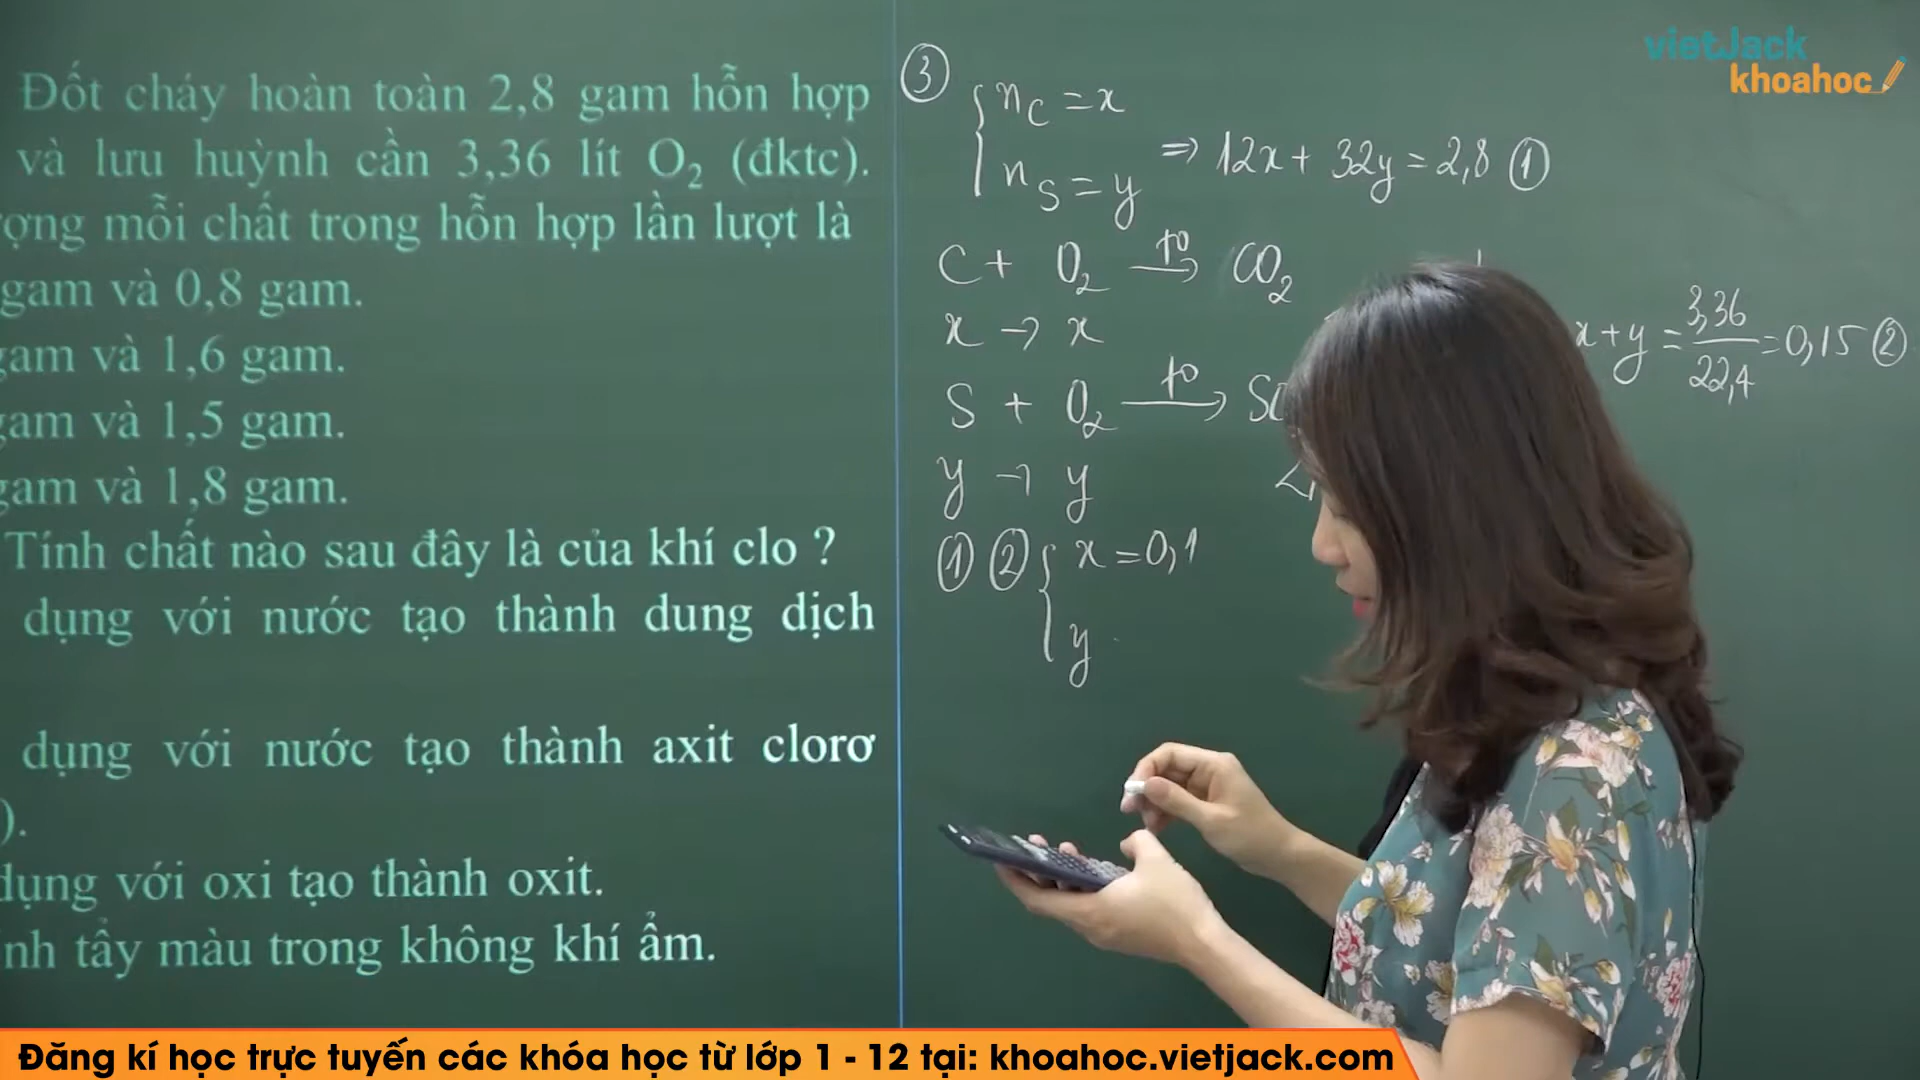 Đốt cháy hoàn toàn 2,8 gam hỗn hợp
và lưu huỳnh cần 3,36 lít O₂ (đktc).
ợng mỗi chất trong hỗn hợp lần lượt là
gam và 0,8 gam.
gam và 1,6 gam.
gam và 1,5 gam.
gam và 1,8 gam.
Tính chất nào sau đây là của khí clo ?
dụng với nước tạo thành dung dịch
dụng với nước tạo thành axit clorơ
).
dụng với oxi tạo thành oxit.
ính tẩy màu trong không khí ẩm.
③ { n_C = x
n_S = y
⇒ 12x + 32y = 2,8 ①
C + O₂ →(t⁰) CO₂
x → x
x + y = 3,36/22,4 = 0,15 ②
S + O₂ →(t⁰) SO
y → y
① ② { x = 0,1
y
vietJack
khoahoc
Đăng kí học trực tuyến các khóa học từ lớp 1 - 12 tại: khoahoc.vietjack.com